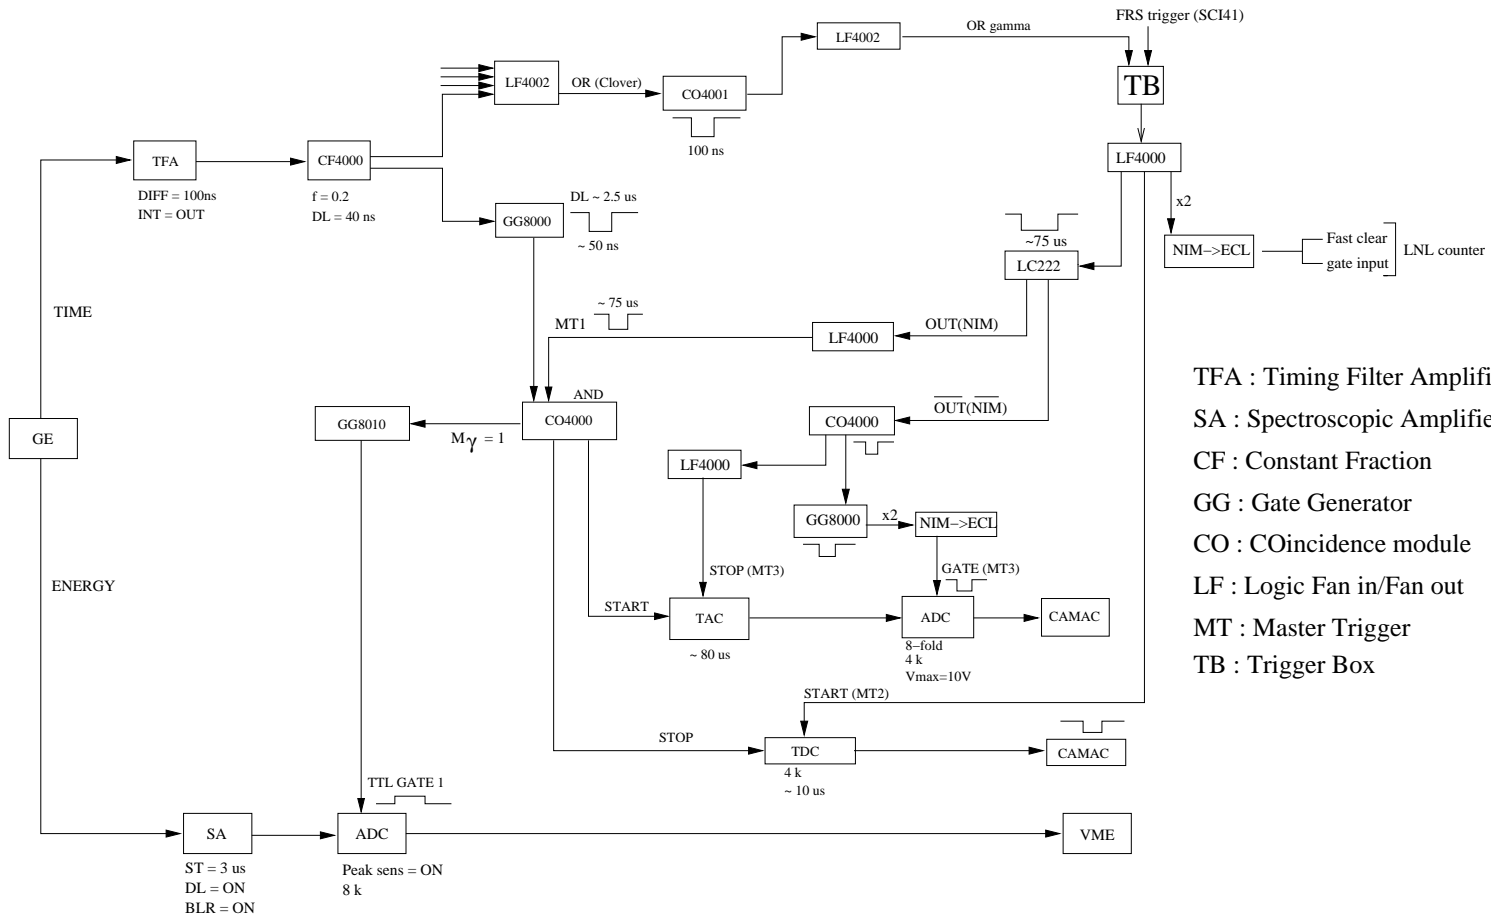 FRS trigger (SCI41)
LF4002
OR gamma
LF4002
OR (Clover)
CO4001
TB
100 ns
TFA
CF4000
LF4000
DIFF = 100ns
INT = OUT
f = 0.2
DL = 40 ns
DL ~ 2.5 us
x2
GG8000
~ 50 ns
~75 us
NIM->ECL
Fast clear
gate input
LNL counter
LC222
TIME
~ 75 us
MT1
LF4000
OUT(NIM)
TFA : Timing Filter Amplifi
AND
GE
GG8010
Mγ = 1
CO4000
CO4000
OUT(NIM)
SA : Spectroscopic Amplifie
LF4000
CF : Constant Fraction
GG : Gate Generator
GG8000
x2
NIM->ECL
CO : COincidence module
STOP (MT3)
GATE (MT3)
ENERGY
LF : Logic Fan in/Fan out
START
TAC
ADC
CAMAC
MT : Master Trigger
~ 80 us
8-fold
4 k
Vmax=10V
TB : Trigger Box
START (MT2)
STOP
TDC
CAMAC
4 k
~ 10 us
TTL GATE 1
SA
ADC
VME
ST = 3 us
DL = ON
BLR = ON
Peak sens = ON
8 k